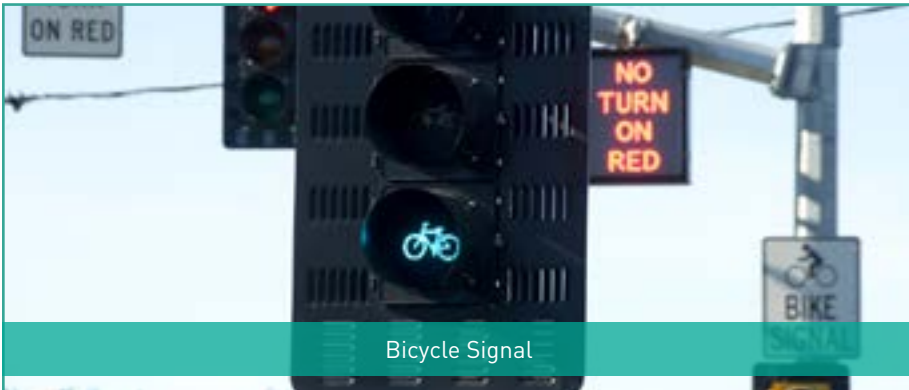 ON RED
NO
TURN
ON
RED
BIKE
SIGNAL
Bicycle Signal